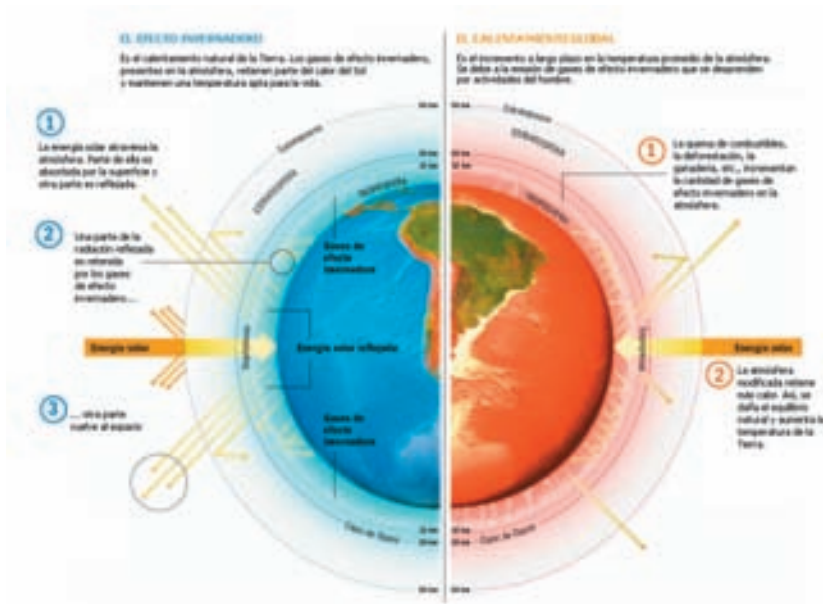 EL EFECTO INVERNADERO
Es el calentamiento natural de la Tierra. Los gases de efecto invernadero,
presentes en la atmósfera, retienen parte del calor del Sol
y mantienen una temperatura apta para la vida.
1
La energía solar atraviesa la
atmósfera. Parte de ella es
absorbida por la superficie y
otra parte es reflejada.
2
Una parte de la
radiación reflejada
es retenida
por los gases
de efecto
invernadero...
Energía solar
3
... otra parte
vuelve al espacio
Gases de
efecto
invernadero
Energía solar reflejada
Gases de
efecto
invernadero
Capa de Ozono
EL CALENTAMIENTO GLOBAL
Es el incremento a largo plazo en la temperatura promedio de la atmósfera.
Se debe a la emisión de gases de efecto invernadero que se desprenden
por actividades del hombre.
1
La quema de combustibles,
la deforestación, la
ganadería, etc., incrementan
la cantidad de gases de
efecto invernadero en la
atmósfera.
Energía solar
2
La atmósfera
modificada retiene
más calor. Así, se
daña el equilibrio
natural y aumenta la
temperatura de la
Tierra.
Capa de Ozono